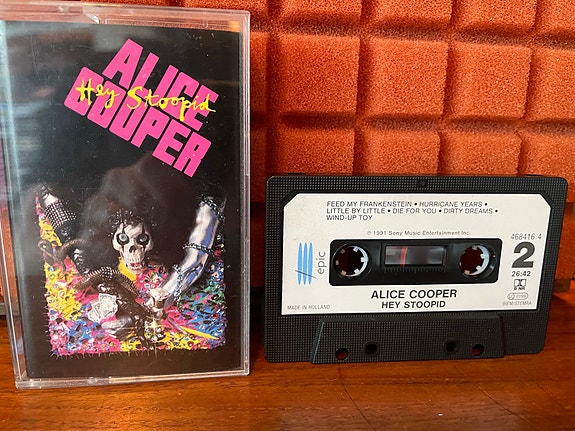 ALICE
COOPER
Hey Stoopid
FEED MY FRANKENSTEIN • HURRICANE YEARS •
LITTLE BY LITTLE • DIE FOR YOU • DIRTY DREAMS •
WIND-UP TOY
℗ 1991 Sony Music Entertainment Inc.
468416 4
2
26:42
epic
MADE IN HOLLAND
ALICE COOPER
HEY STOOPID
BIEM/STEMRA